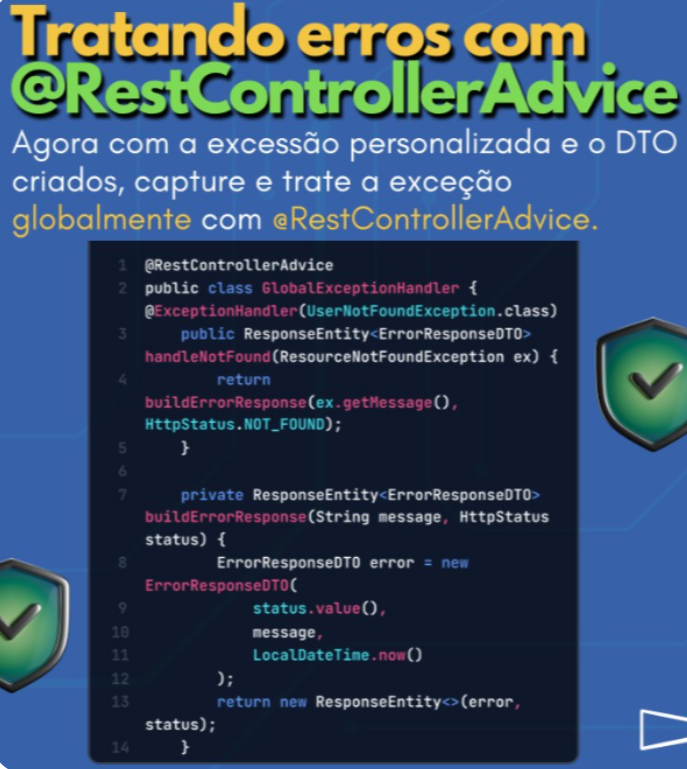 Tratando erros com
@RestControllerAdvice
Agora com a excessão personalizada e o DTO
criados, capture e trate a exceção
globalmente com @RestControllerAdvice.
1 @RestControllerAdvice
2 public class GlobalExceptionHandler {
@ExceptionHandler(UserNotFoundException.class)
3 public ResponseEntity<ErrorResponseDTO>
handleNotFound(ResourceNotFoundException ex) {
4 return
buildErrorResponse(ex.getMessage(),
HttpStatus.NOT_FOUND);
5 }
6
7 private ResponseEntity<ErrorResponseDTO>
buildErrorResponse(String message, HttpStatus
status) {
8 ErrorResponseDTO error = new
ErrorResponseDTO(
9 status.value(),
10 message,
11 LocalDateTime.now()
12 );
13 return new ResponseEntity<>(error,
status);
14 }